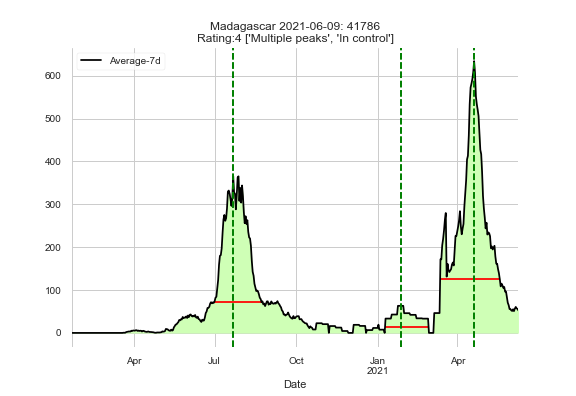 Madagascar 2021-06-09: 41786
Rating:4 ['Multiple peaks', 'In control']
Average-7d
600
500
400
300
200
100
0
Apr Jul Oct Jan Apr
2021
Date